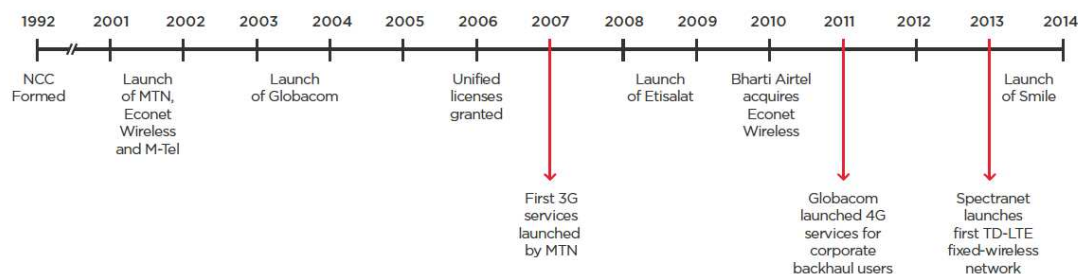 1992 2001 2002 2003 2004 2005 2006 2007 2008 2009 2010 2011 2012 2013 2014
NCC
Formed
Launch
of MTN,
Econet
Wireless
and M-Tel
Launch
of Globacom
Unified
licenses
granted
Launch
of Etisalat
Bharti Airtel
acquires
Econet
Wireless
Launch
of Smile
First 3G
services
launched
by MTN
Globacom
launched 4G
services for
corporate
backhaul users
Spectranet
launches
first TD-LTE
fixed-wireless
network